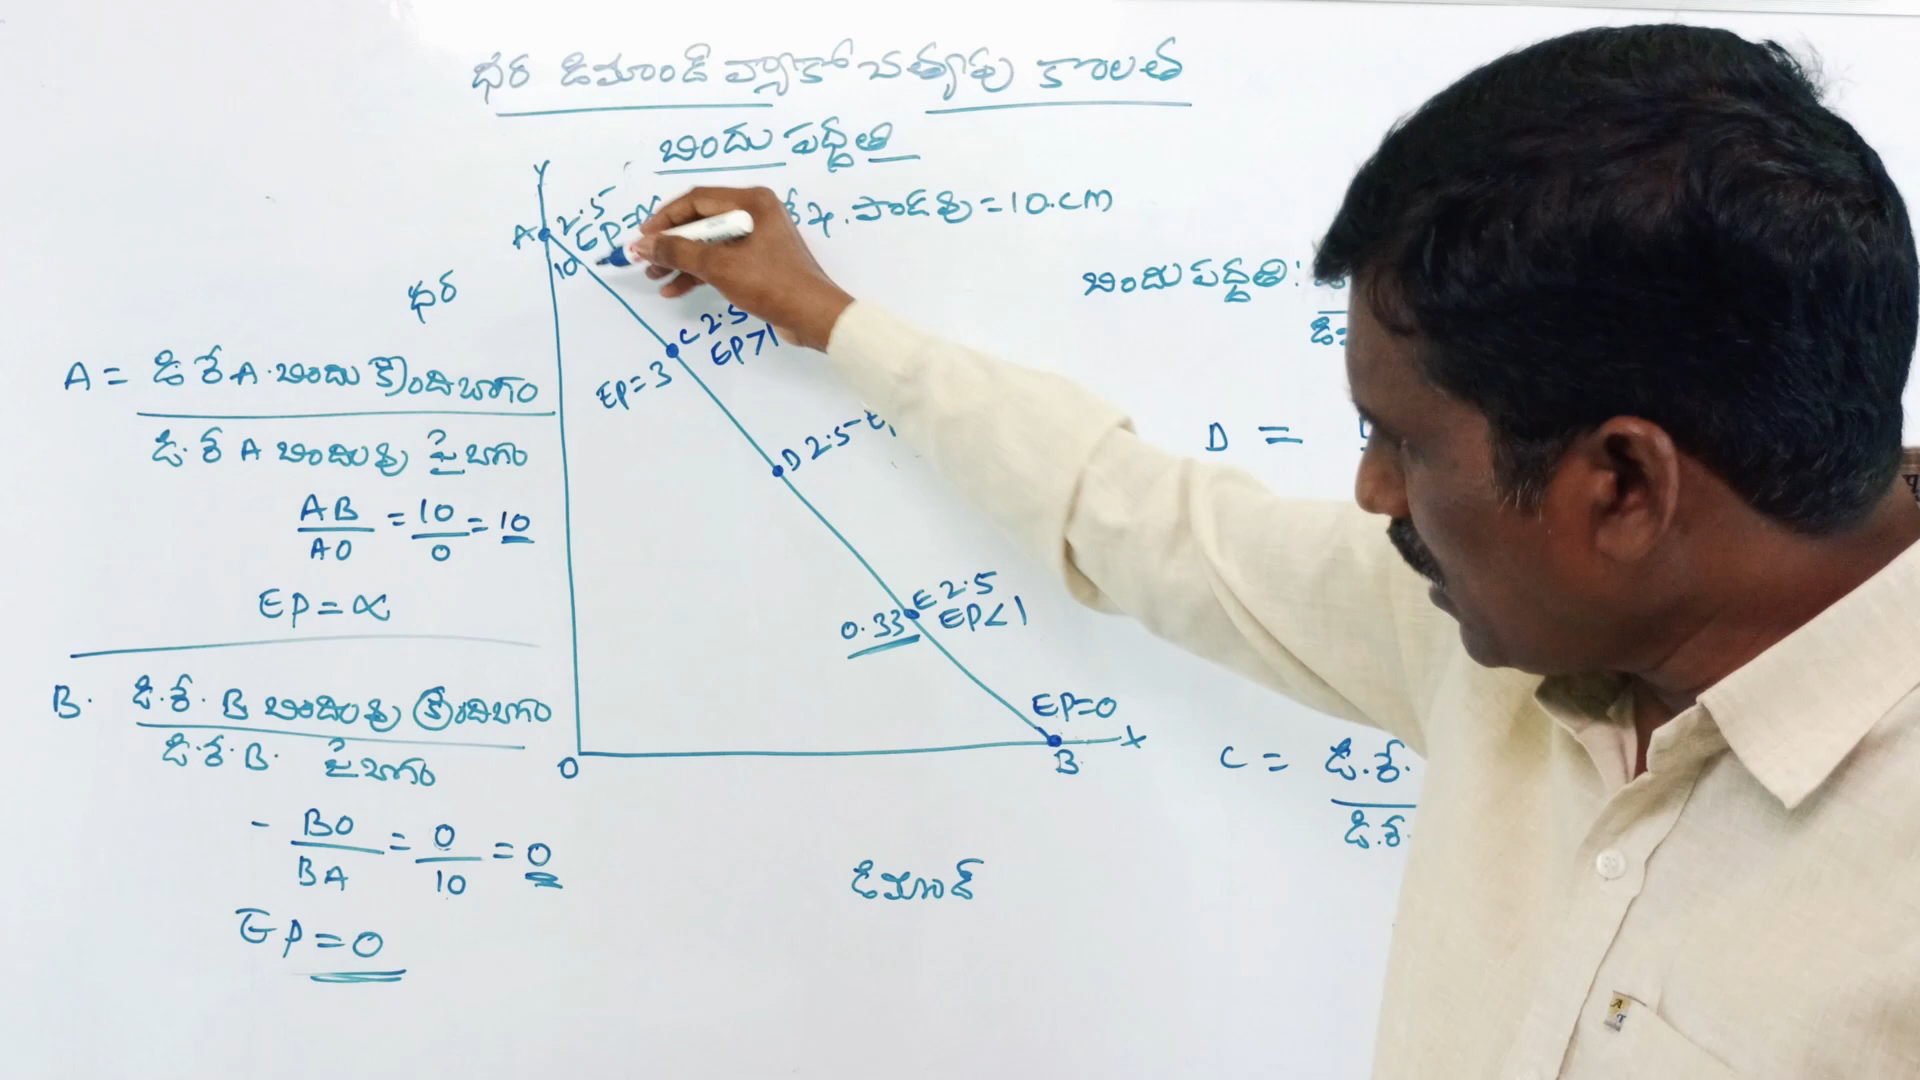 ధర డిమాండ్ వ్యాకోచత్వపు కొలత
బిందు పద్ధతి
Y
A 2.5
EP=∝
10
రేఖ. పొడవు = 10.cm
బిందు పద్ధతి:
ధర
C 2.5
EP>1
EP=3
A = డి రే A. బిందు క్రింది బాగం
డి. రే A బిందువు పై బాగం
D =
D 2.5
AB/AO = 10/0 = 10
EP = ∝
E 2.5
0.33 EP<1
B. డి.రే. B బిందువు క్రింది బాగం
డి.రే.B. పై బాగం
EP=0
X
O
B
C = డి.రే.
డి.రే.
- BO/BA = 0/10 = 0
డిమాండ్
EP=0